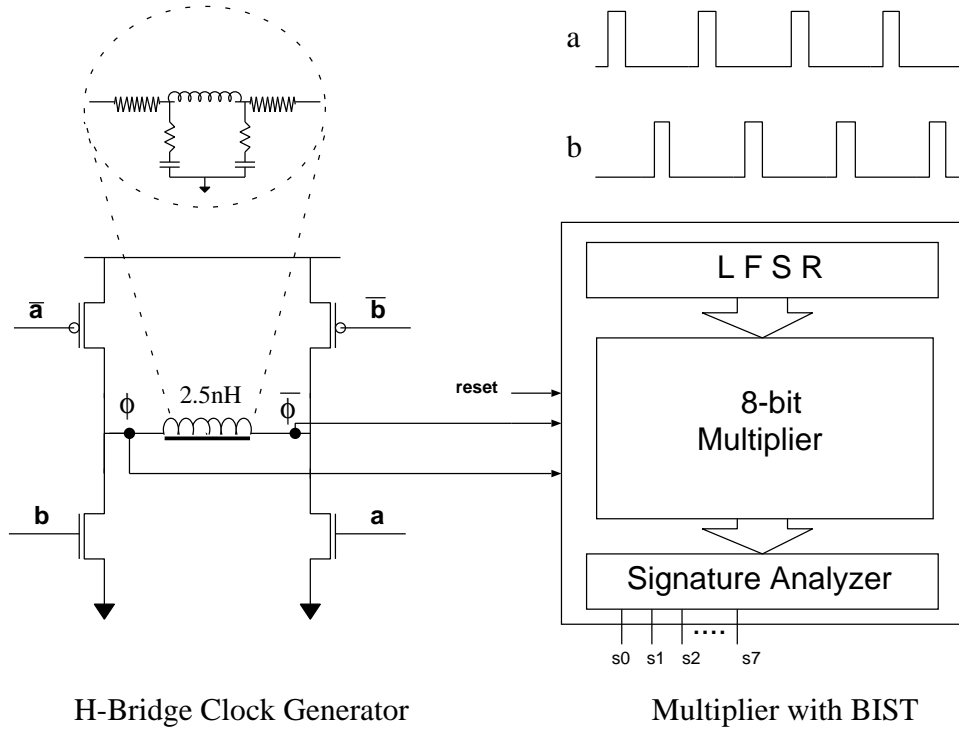 a
b
L F S R
a̅
b̅
2.5nH
ϕ
ϕ̅
reset
8-bit
Multiplier
b
a
Signature Analyzer
....
s0 s1 s2 s7
H-Bridge Clock Generator
Multiplier with BIST